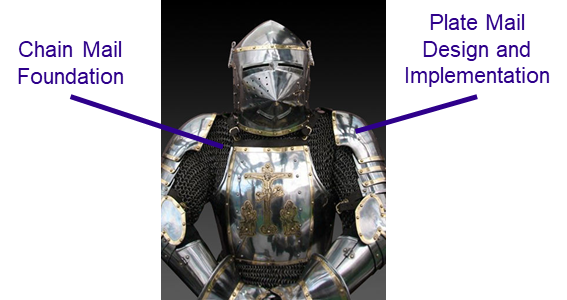 Chain Mail
Foundation
Plate Mail
Design and
Implementation